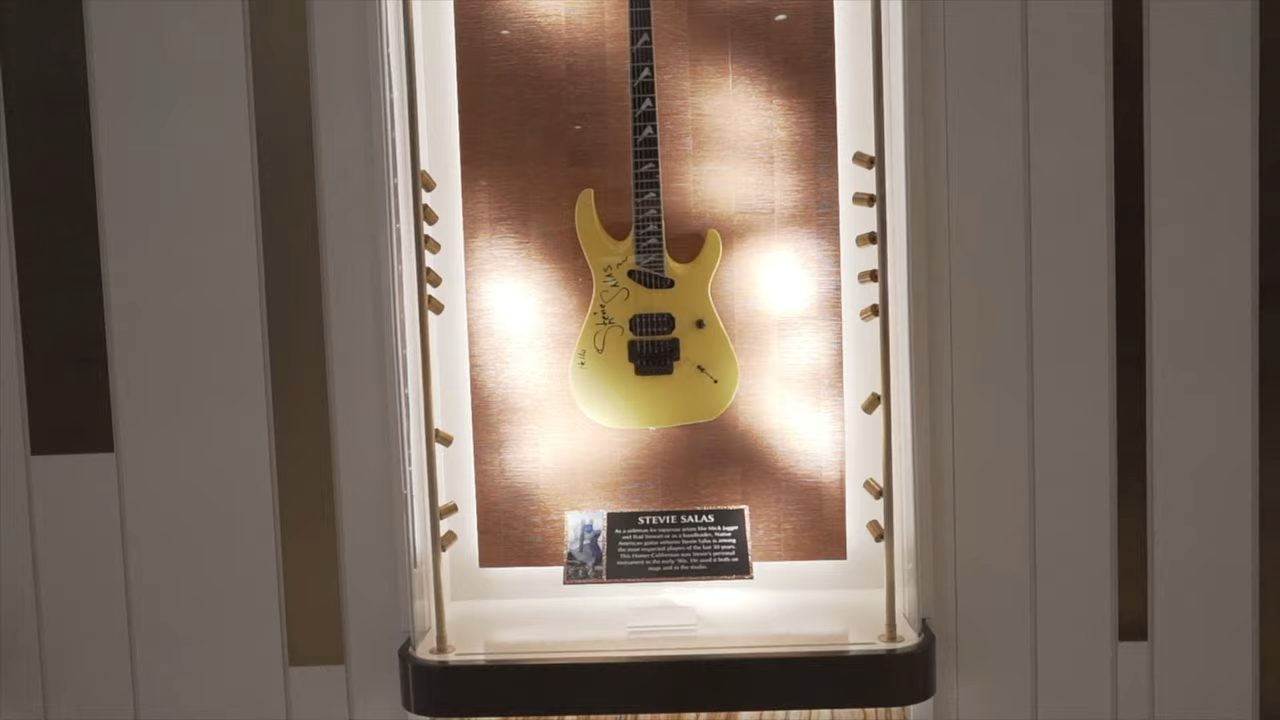 Stevie Salas
STEVIE SALAS
As a sideman for superstar artists like Mick Jagger
and Rod Stewart or as a bandleader, Native
American guitar virtuoso Stevie Salas is among
the most respected players of the last 30 years.
This Hamer Californian was Stevie's personal
instrument in the early '90s. He used it both on
stage and in the studio.